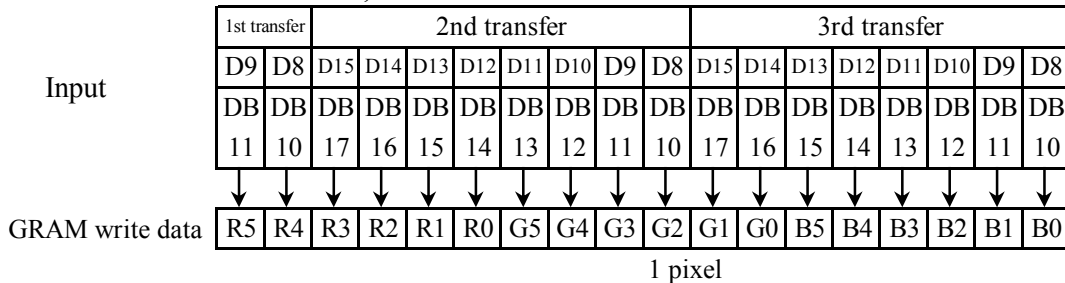 1st transfer 2nd transfer 3rd transfer
Input
D9 D8 D15 D14 D13 D12 D11 D10 D9 D8 D15 D14 D13 D12 D11 D10 D9 D8
DB DB DB DB DB DB DB DB DB DB DB DB DB DB DB DB DB DB
11 10 17 16 15 14 13 12 11 10 17 16 15 14 13 12 11 10
GRAM write data R5 R4 R3 R2 R1 R0 G5 G4 G3 G2 G1 G0 B5 B4 B3 B2 B1 B0
1 pixel